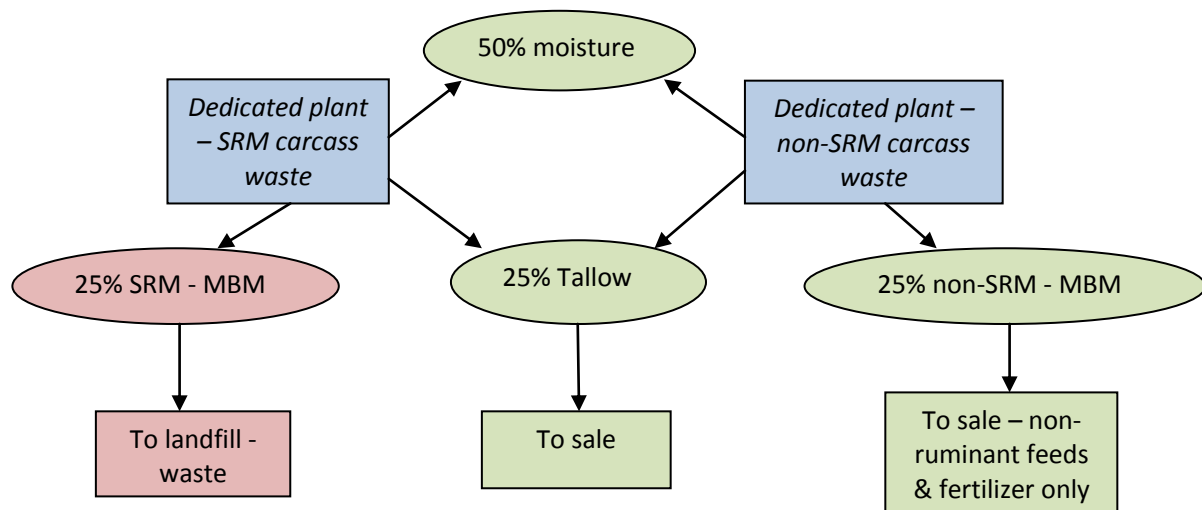 50% moisture
Dedicated plant
– SRM carcass
waste
Dedicated plant –
non-SRM carcass
waste
25% SRM - MBM
25% Tallow
25% non-SRM - MBM
To landfill -
waste
To sale
To sale – non-
ruminant feeds
& fertilizer only